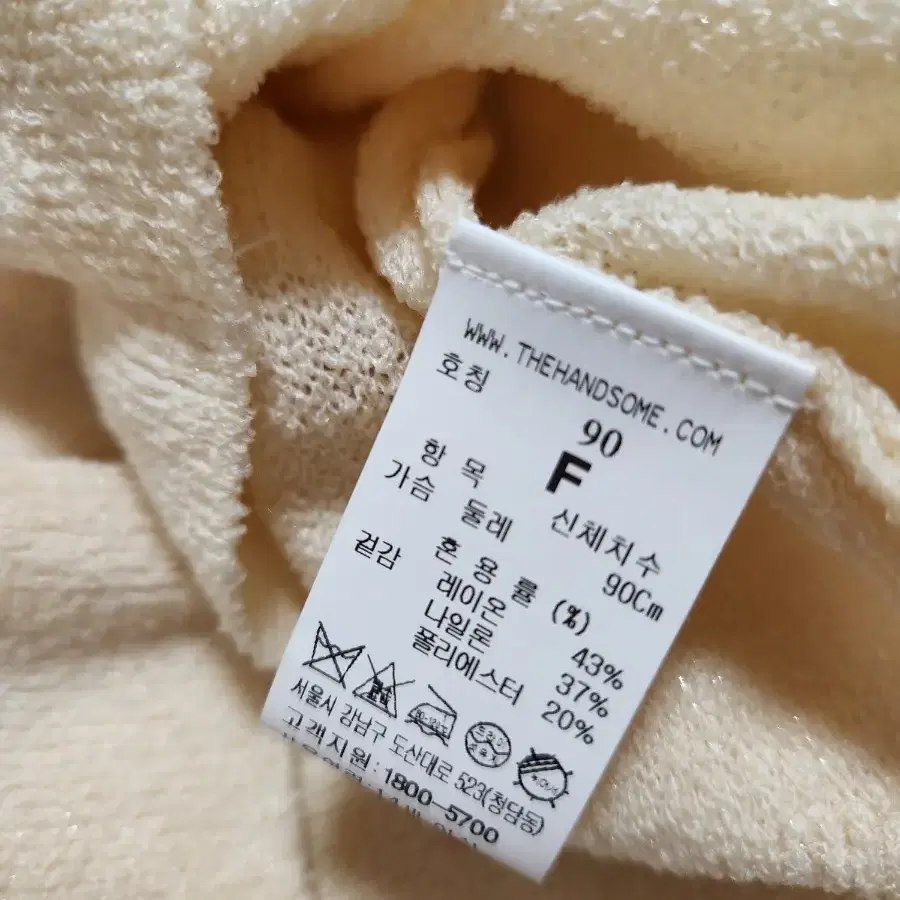 WWW.THEHANDSOME.COM
호칭
90
F
항 목 신체치수
가슴 둘레 90Cm
혼 용 률 (%)
겉감 레이온 43%
나일론 37%
폴리에스터 20%
서울시 강남구 도산대로 523(청담동)
고객지원:1800-5700